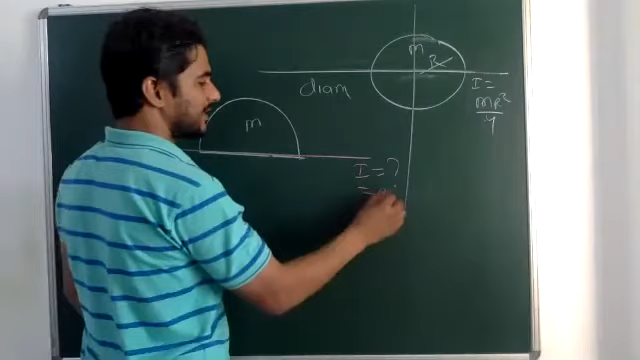 m
R
diam
I =
mR²
4
m
I = ?
=